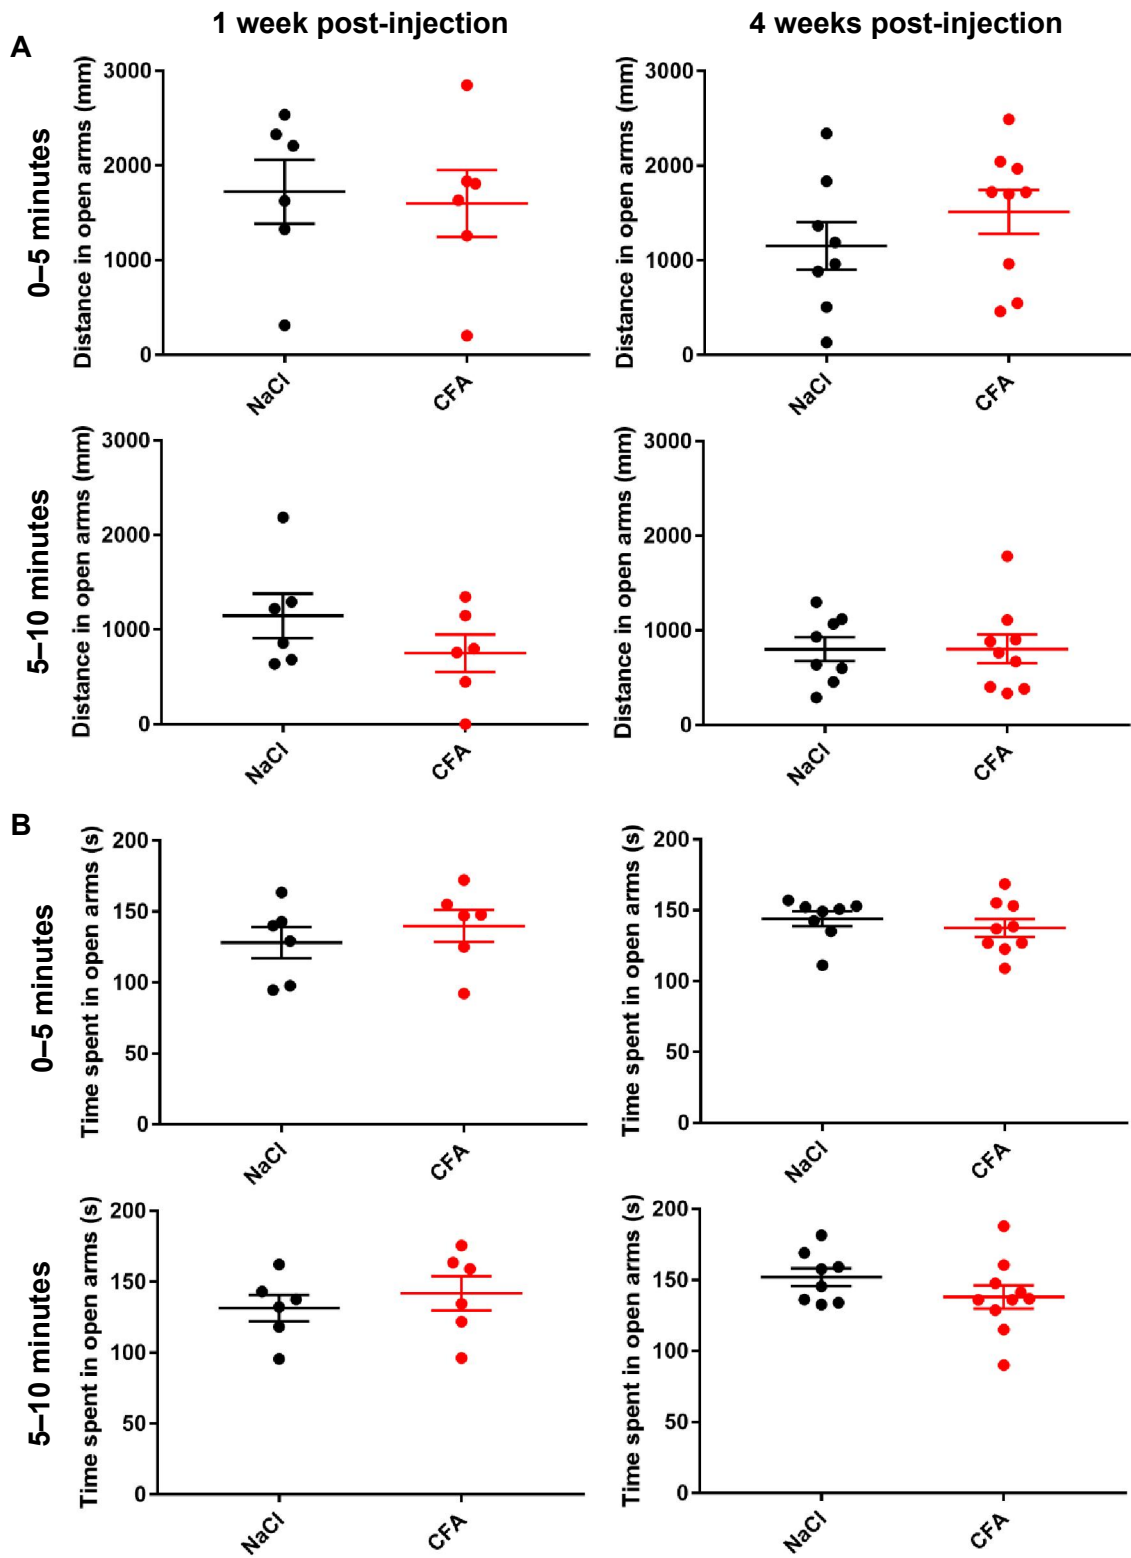 1 week post-injection
4 weeks post-injection
A
0–5 minutes
Distance in open arms (mm)
3000
2000
1000
0
NaCl
CFA
Distance in open arms (mm)
3000
2000
1000
0
NaCl
CFA
5–10 minutes
Distance in open arms (mm)
3000
2000
1000
0
NaCl
CFA
Distance in open arms (mm)
3000
2000
1000
0
NaCl
CFA
B
0–5 minutes
Time spent in open arms (s)
200
150
100
50
0
NaCl
CFA
Time spent in open arms (s)
200
150
100
50
0
NaCl
CFA
5–10 minutes
Time spent in open arms (s)
200
150
100
50
0
NaCl
CFA
Time spent in open arms (s)
200
150
100
50
0
NaCl
CFA